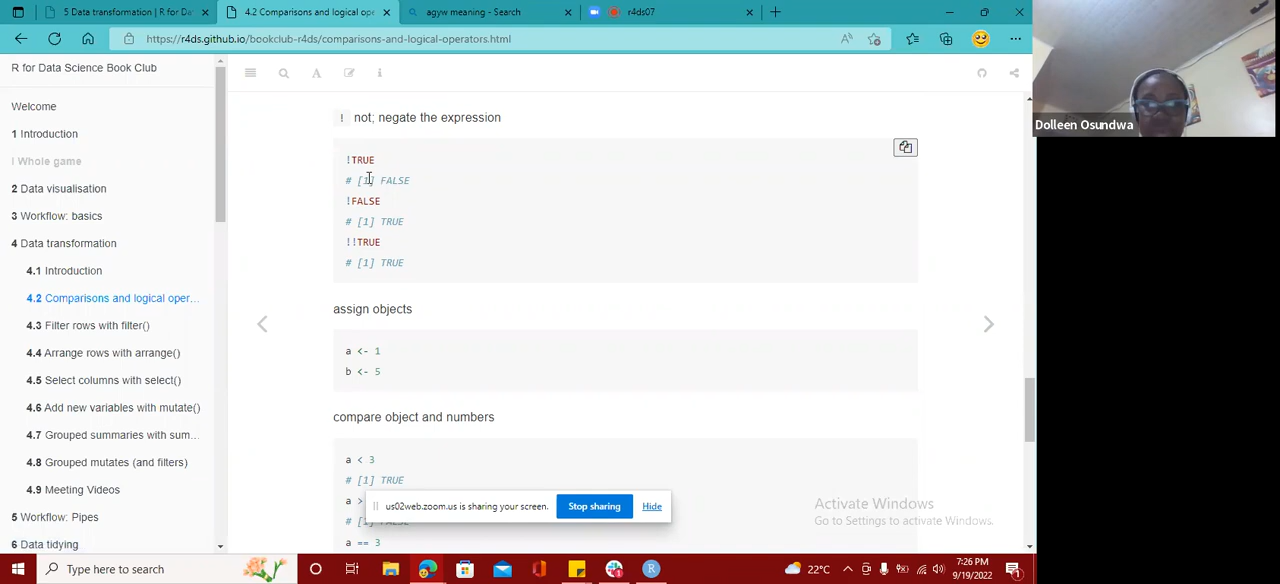 5 Data transformation | R for Dat
4.2 Comparisons and logical ope
agyw meaning - Search
r4ds07
https://r4ds.github.io/bookclub-r4ds/comparisons-and-logical-operators.html
R for Data Science Book Club
Welcome
1 Introduction
I Whole game
2 Data visualisation
3 Workflow: basics
4 Data transformation
4.1 Introduction
4.2 Comparisons and logical oper...
4.3 Filter rows with filter()
4.4 Arrange rows with arrange()
4.5 Select columns with select()
4.6 Add new variables with mutate()
4.7 Grouped summaries with sum...
4.8 Grouped mutates (and filters)
4.9 Meeting Videos
5 Workflow: Pipes
6 Data tidying
! not; negate the expression
!TRUE
# [1] FALSE
!FALSE
# [1] TRUE
!!TRUE
# [1] TRUE
assign objects
a <- 1
b <- 5
compare object and numbers
a < 3
# [1] TRUE
a >
# [1] FALSE
a == 3
us02web.zoom.us is sharing your screen.
Stop sharing
Hide
Activate Windows
Go to Settings to activate Windows.
Dolleen Osundwa
Type here to search
22°C
7:26 PM
9/19/2022